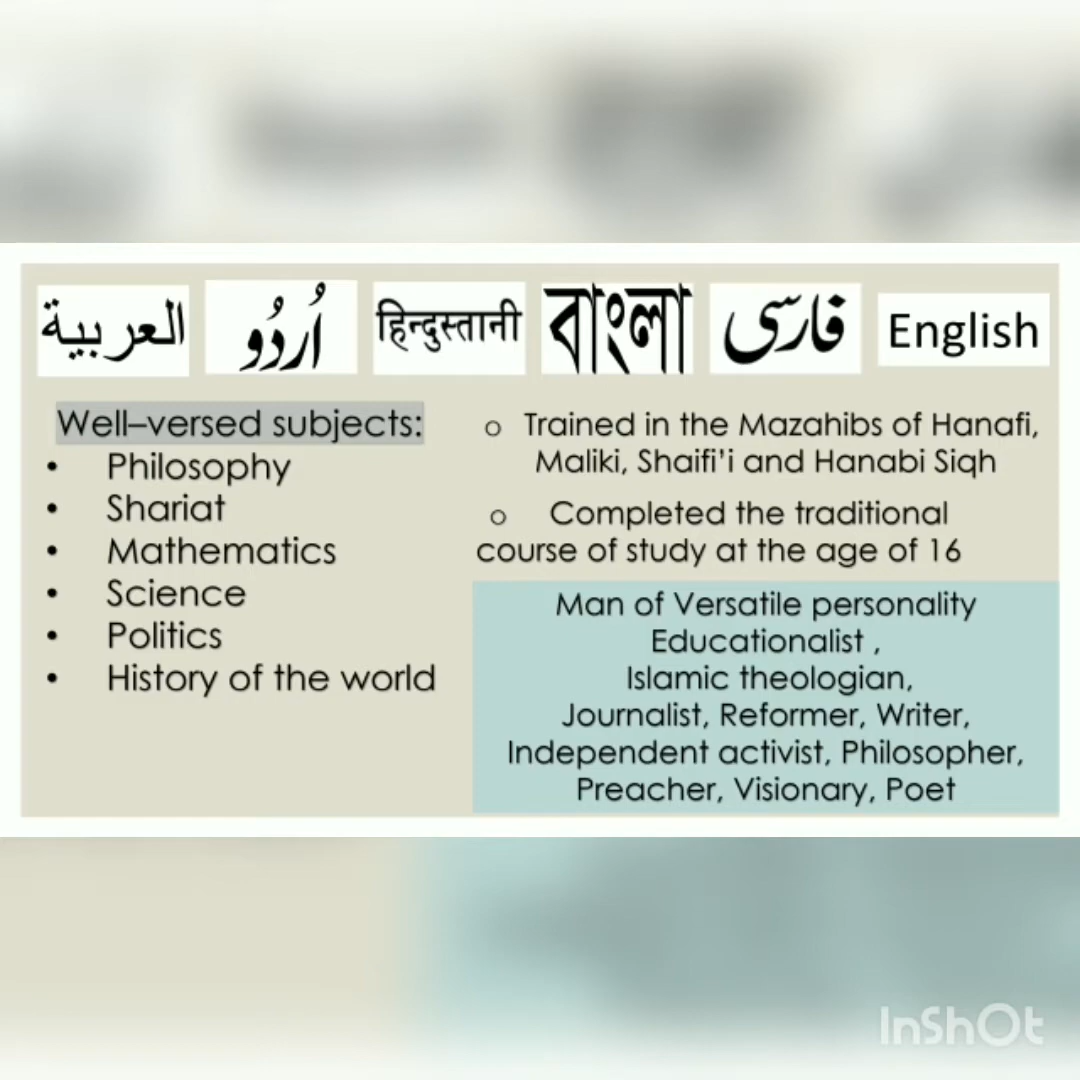 العربية
اُردُو
हिन्दुस्तानी
বাংলা
فارسی
English
Well–versed subjects:
• Philosophy
• Shariat
• Mathematics
• Science
• Politics
• History of the world
o Trained in the Mazahibs of Hanafi,
Maliki, Shaifi'i and Hanabi Siqh
o Completed the traditional
course of study at the age of 16
Man of Versatile personality
Educationalist ,
Islamic theologian,
Journalist, Reformer, Writer,
Independent activist, Philosopher,
Preacher, Visionary, Poet
InShOt